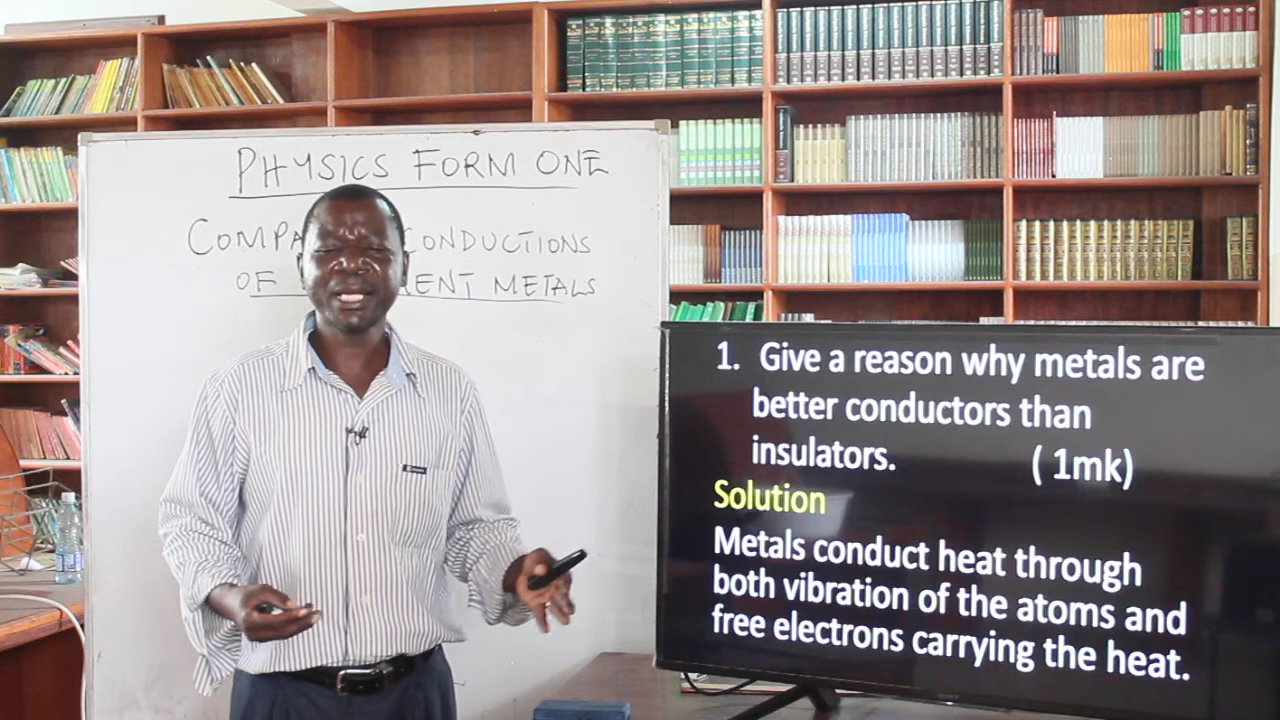 PHYSICS FORM ONE
COMPA CONDUCTIONS
OF ENT METALS
1. Give a reason why metals are
better conductors than
insulators. ( 1mk)
Solution
Metals conduct heat through
both vibration of the atoms and
free electrons carrying the heat.